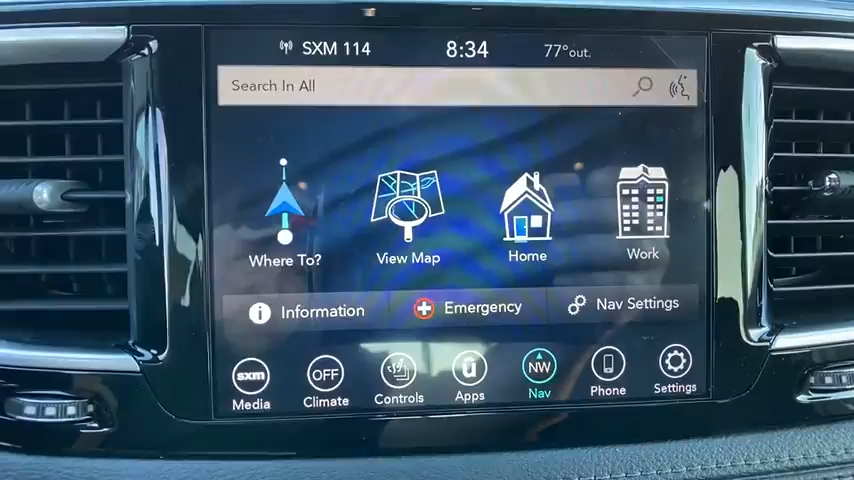 SXM 114 8:34 77°out.
Search In All
Where To? View Map Home Work
Information Emergency Nav Settings
sxm OFF ū NW
Media Climate Controls Apps Nav Phone Settings